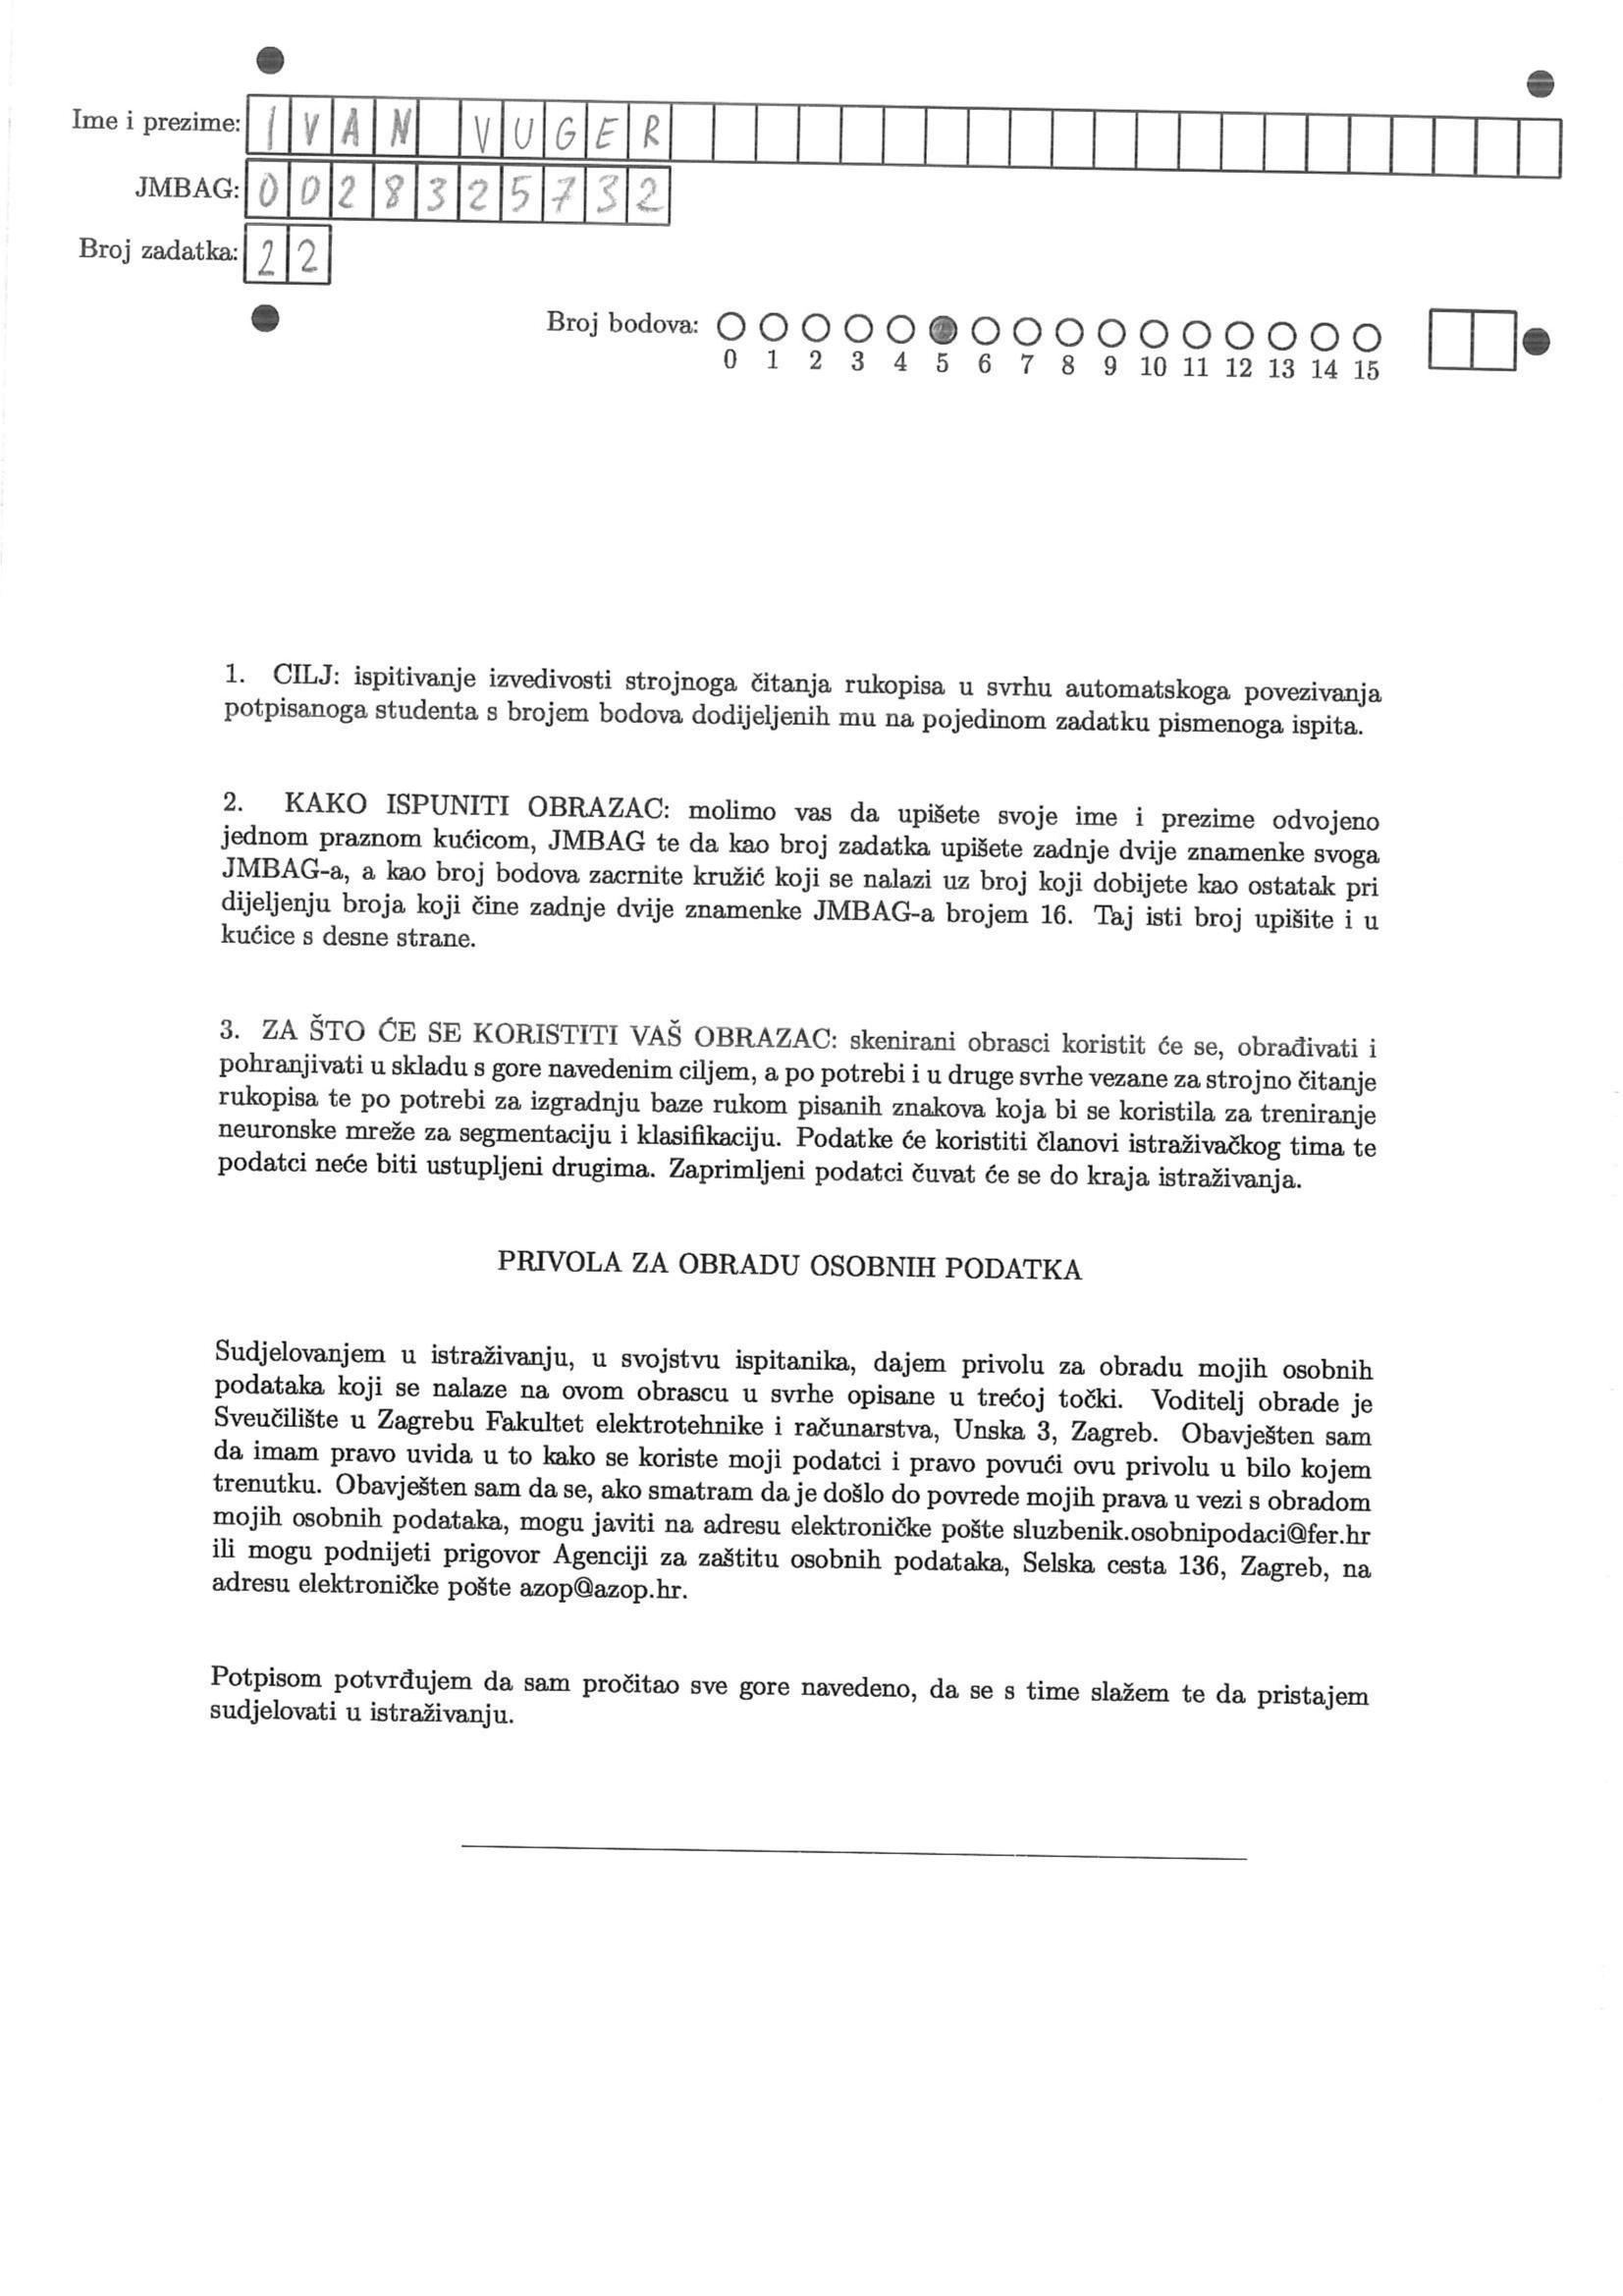 Ime i prezime: IVAN VUGER
JMBAG: 0028325732
Broj zadatka: 22
Broj bodova:
0 1 2 3 4 5 6 7 8 9 10 11 12 13 14 15
1. CILJ: ispitivanje izvedivosti strojnoga čitanja rukopisa u svrhu automatskoga povezivanja
potpisanoga studenta s brojem bodova dodijeljenih mu na pojedinom zadatku pismenoga ispita.
2. KAKO ISPUNITI OBRAZAC: molimo vas da upišete svoje ime i prezime odvojeno
jednom praznom kućicom, JMBAG te da kao broj zadatka upišete zadnje dvije znamenke svoga
JMBAG-a, a kao broj bodova zacrnite kružić koji se nalazi uz broj koji dobijete kao ostatak pri
dijeljenju broja koji čine zadnje dvije znamenke JMBAG-a brojem 16. Taj isti broj upišite i u
kućice s desne strane.
3. ZA ŠTO ĆE SE KORISTITI VAŠ OBRAZAC: skenirani obrasci koristit će se, obrađivati i
pohranjivati u skladu s gore navedenim ciljem, a po potrebi i u druge svrhe vezane za strojno čitanje
rukopisa te po potrebi za izgradnju baze rukom pisanih znakova koja bi se koristila za treniranje
neuronske mreže za segmentaciju i klasifikaciju. Podatke će koristiti članovi istraživačkog tima te
podatci neće biti ustupljeni drugima. Zaprimljeni podatci čuvat će se do kraja istraživanja.
PRIVOLA ZA OBRADU OSOBNIH PODATKA
Sudjelovanjem u istraživanju, u svojstvu ispitanika, dajem privolu za obradu mojih osobnih
podataka koji se nalaze na ovom obrascu u svrhe opisane u trećoj točki. Voditelj obrade je
Sveučilište u Zagrebu Fakultet elektrotehnike i računarstva, Unska 3, Zagreb. Obavješten sam
da imam pravo uvida u to kako se koriste moji podatci i pravo povući ovu privolu u bilo kojem
trenutku. Obavješten sam da se, ako smatram da je došlo do povrede mojih prava u vezi s obradom
mojih osobnih podataka, mogu javiti na adresu elektroničke pošte sluzbenik.osobnipodaci@fer.hr
ili mogu podnijeti prigovor Agenciji za zaštitu osobnih podataka, Selska cesta 136, Zagreb, na
adresu elektroničke pošte azop@azop.hr.
Potpisom potvrđujem da sam pročitao sve gore navedeno, da se s time slažem te da pristajem
sudjelovati u istraživanju.